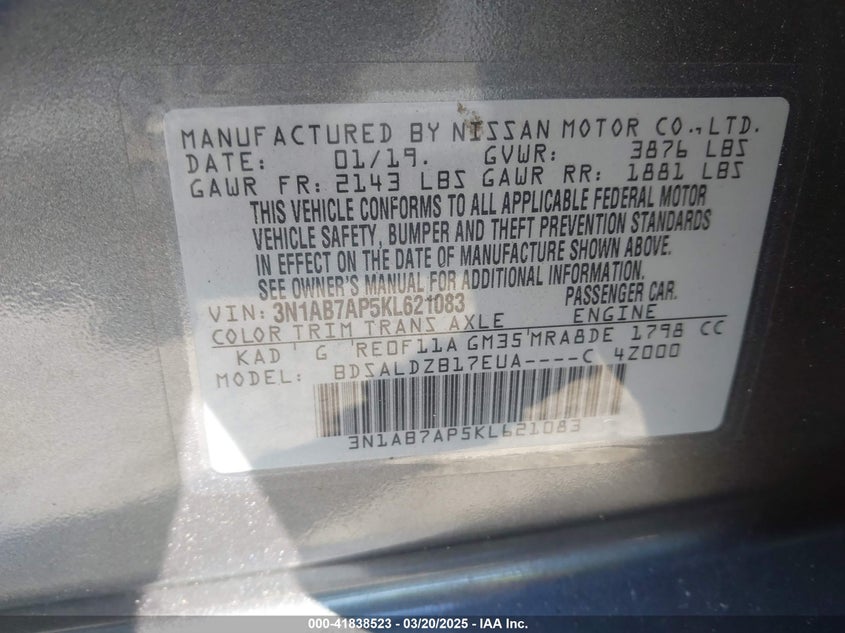 MANUFACTURED BY NISSAN MOTOR CO.,LTD.
DATE: 01/19. GVWR: 3876 LBS
GAWR FR: 2143 LBS GAWR RR: 1881 LBS
THIS VEHICLE CONFORMS TO ALL APPLICABLE FEDERAL MOTOR
VEHICLE SAFETY, BUMPER AND THEFT PREVENTION STANDARDS
IN EFFECT ON THE DATE OF MANUFACTURE SHOWN ABOVE.
SEE OWNER'S MANUAL FOR ADDITIONAL INFORMATION.
VIN: 3N1AB7AP5KL621083 PASSENGER CAR.
COLOR TRIM TRANS AXLE ENGINE
KAD G RE0F11A GM35 MRA8DE 1798 CC
MODEL: BDSALDZB17EUA----C 4Z000
3N1AB7AP5KL621083
000-41838523 — 03/20/2025 — IAA Inc.